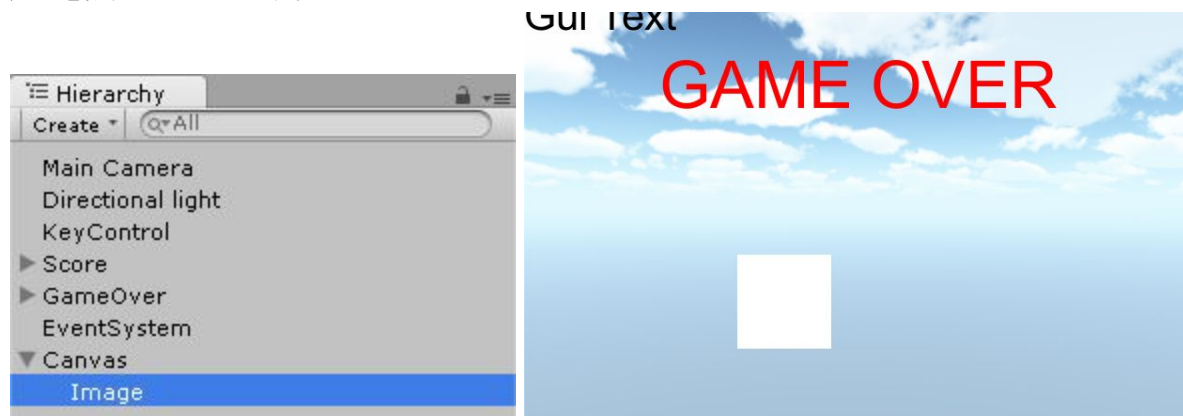 Hierarchy
Create
All
Main Camera
Directional light
KeyControl
Score
GameOver
EventSystem
Canvas
Image
Gui Text
GAME OVER